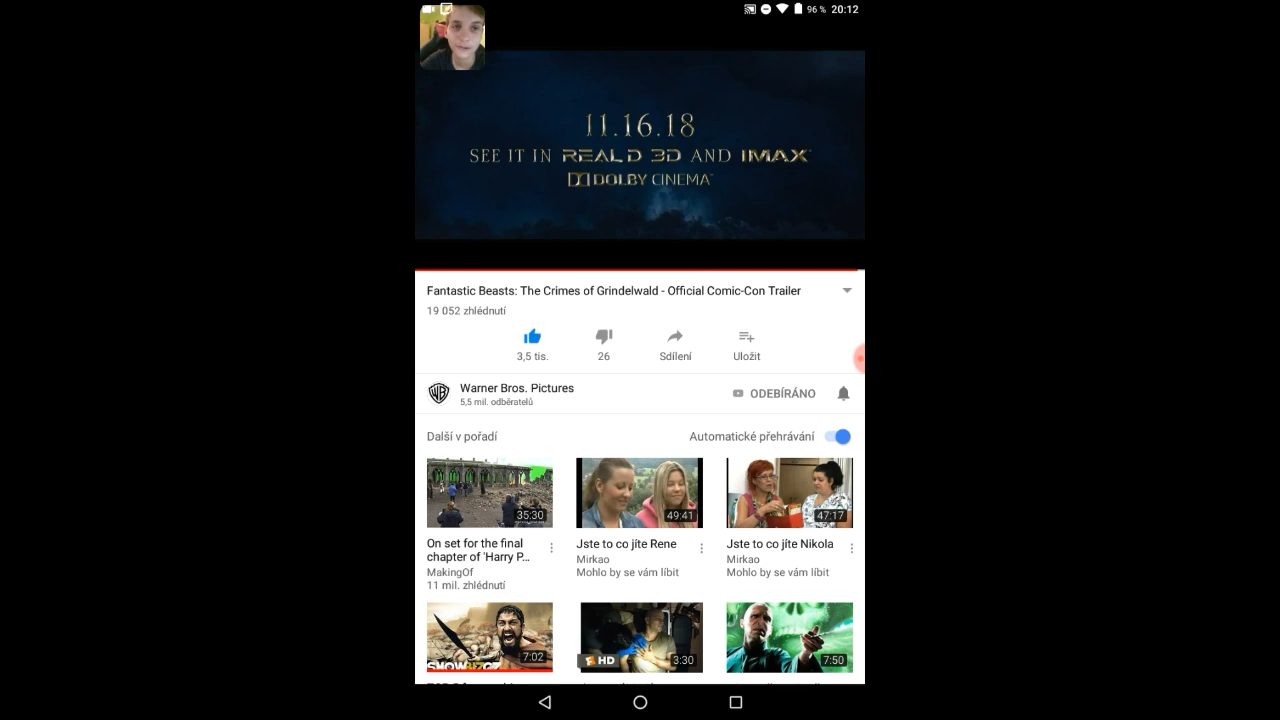 96 % 20:12
11.16.18
SEE IT IN REAL D 3D AND IMAX
DOLBY CINEMA
Fantastic Beasts: The Crimes of Grindelwald - Official Comic-Con Trailer
19 052 zhlédnutí
3,5 tis. 26 Sdílení Uložit
WB Warner Bros. Pictures
5,5 mil. odběratelů
ODEBÍRÁNO
Další v pořadí Automatické přehrávání
35:30 49:41 47:17
On set for the final
chapter of 'Harry P...
MakingOf
11 mil. zhlédnutí
Jste to co jíte Rene
Mirkao
Mohlo by se vám líbit
Jste to co jíte Nikola
Mirkao
Mohlo by se vám líbit
7:02 HD 3:30 7:50